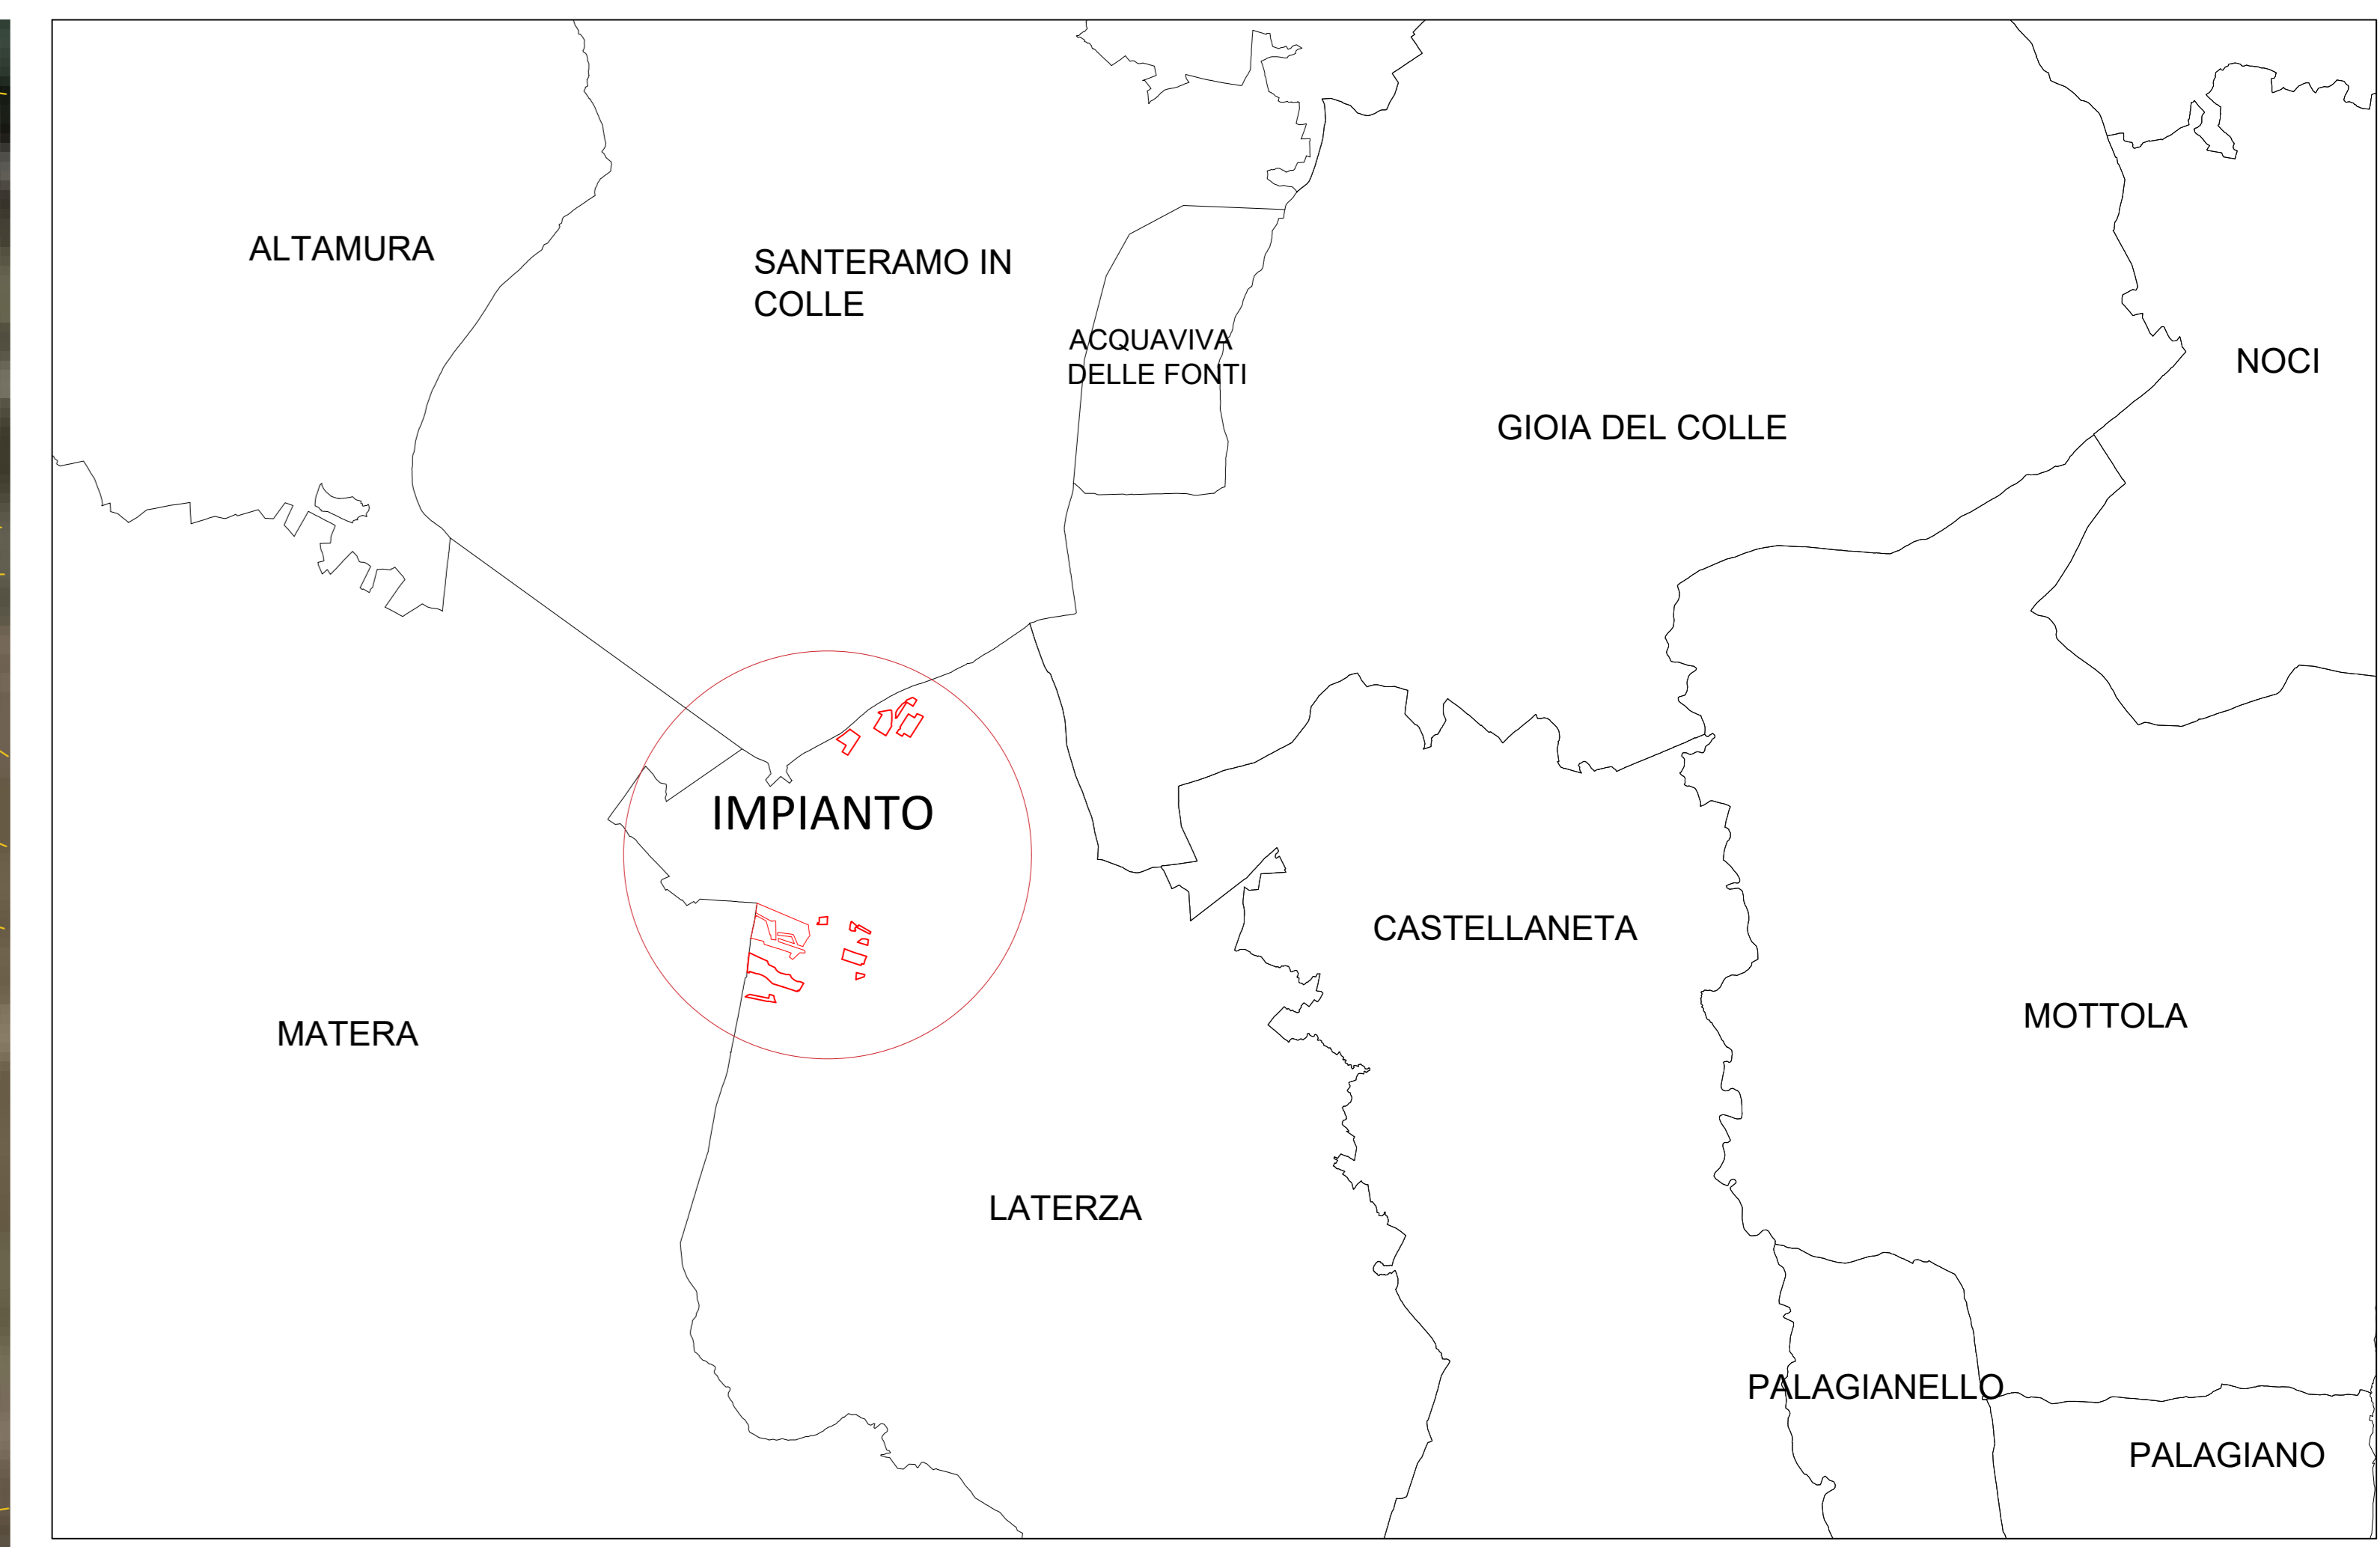 ALTAMURA
SANTERAMO IN
COLLE
ACQUAVIVA
DELLE FONTI
NOCI
GIOIA DEL COLLE
IMPIANTO
CASTELLANETA
MOTTOLA
MATERA
LATERZA
PALAGIANELLO
PALAGIANO